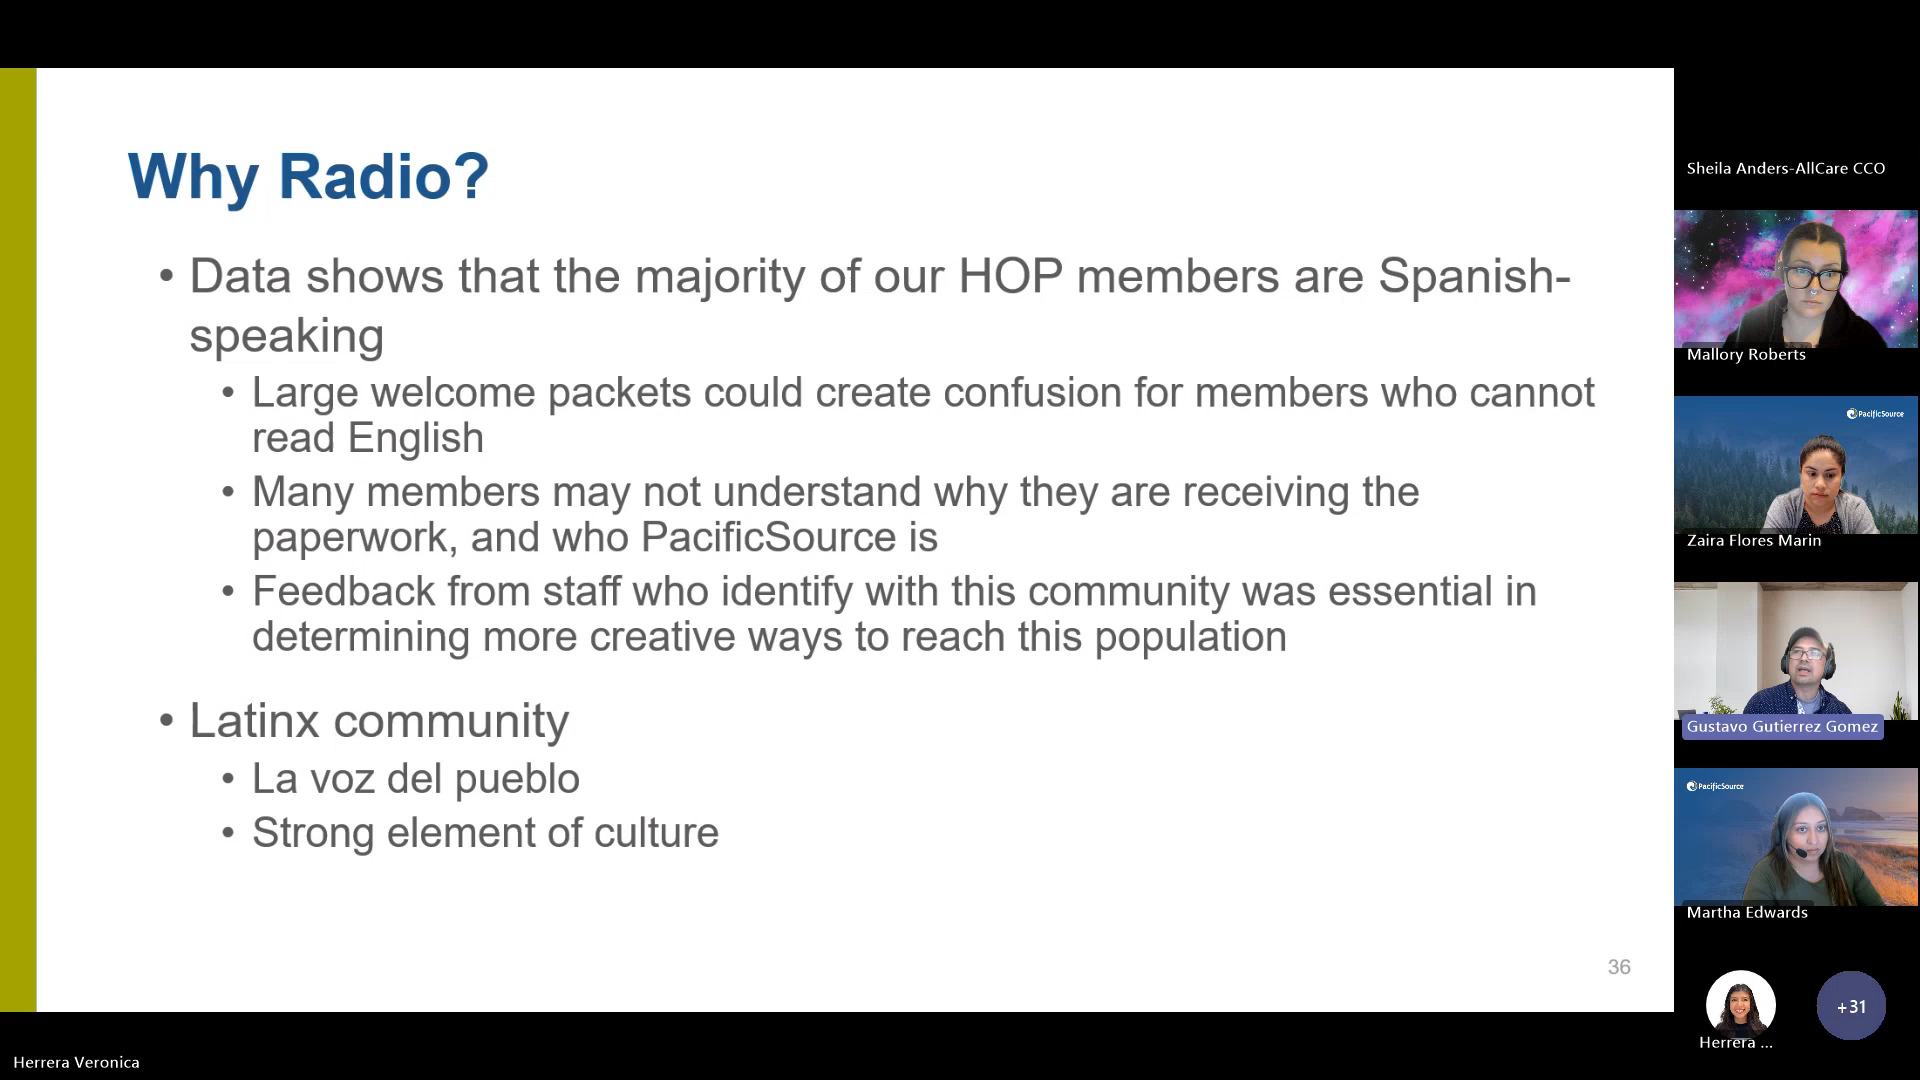 Why Radio?
• Data shows that the majority of our HOP members are Spanish-
speaking
• Large welcome packets could create confusion for members who cannot
read English
• Many members may not understand why they are receiving the
paperwork, and who PacificSource is
• Feedback from staff who identify with this community was essential in
determining more creative ways to reach this population
• Latinx community
• La voz del pueblo
• Strong element of culture
36
Sheila Anders-AllCare CCO
Mallory Roberts
PacificSource
Zaira Flores Marin
Gustavo Gutierrez Gomez
PacificSource
Martha Edwards
Herrera ...
+31
Herrera Veronica